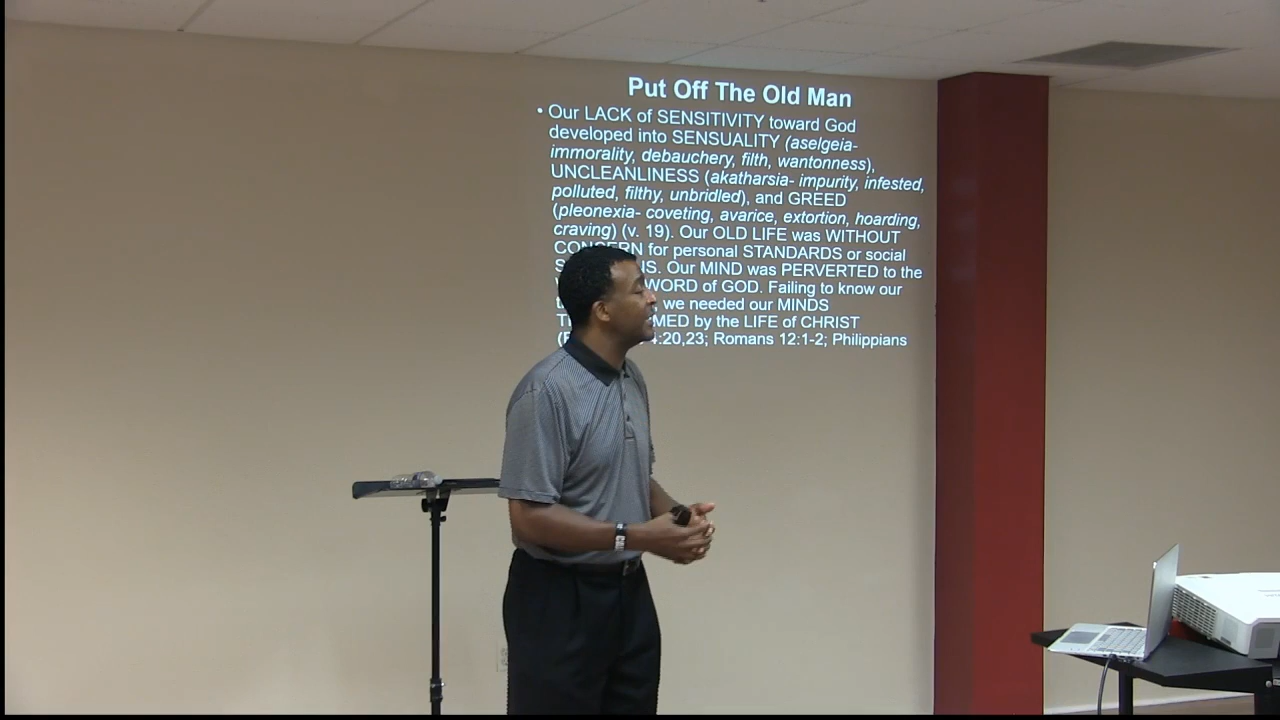 Put Off The Old Man
• Our LACK of SENSITIVITY toward God
developed into SENSUALITY (aselgeia-
immorality, debauchery, filth, wantonness),
UNCLEANLINESS (akatharsia- impurity, infested,
polluted, filthy, unbridled), and GREED
(pleonexia- coveting, avarice, extortion, hoarding,
craving) (v. 19). Our OLD LIFE was WITHOUT
CONCERN for personal STANDARDS or social
Our MIND was PERVERTED to the
WORD of GOD. Failing to know our
we needed our MINDS
by the LIFE of CHRIST
4:20,23; Romans 12:1-2; Philippians